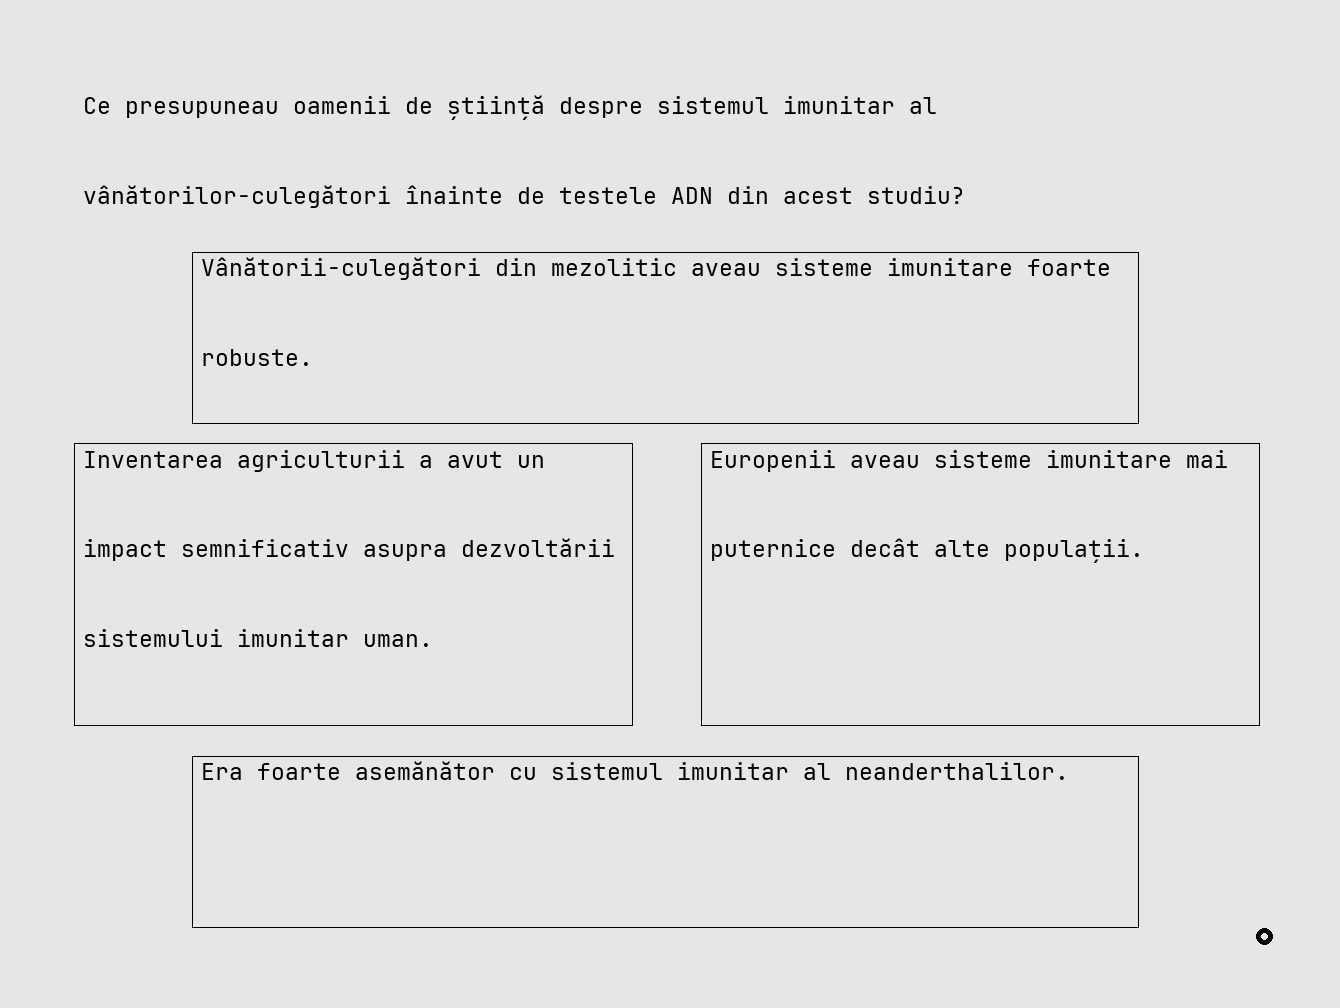 Ce presupuneau oamenii de știință despre sistemul imunitar al
vânătorilor-culegători înainte de testele ADN din acest studiu?
Vânătorii-culegători din mezolitic aveau sisteme imunitare foarte
robuste.
Inventarea agriculturii a avut un
impact semnificativ asupra dezvoltării
sistemului imunitar uman.
Europenii aveau sisteme imunitare mai
puternice decât alte populații.
Era foarte asemănător cu sistemul imunitar al neanderthalilor.